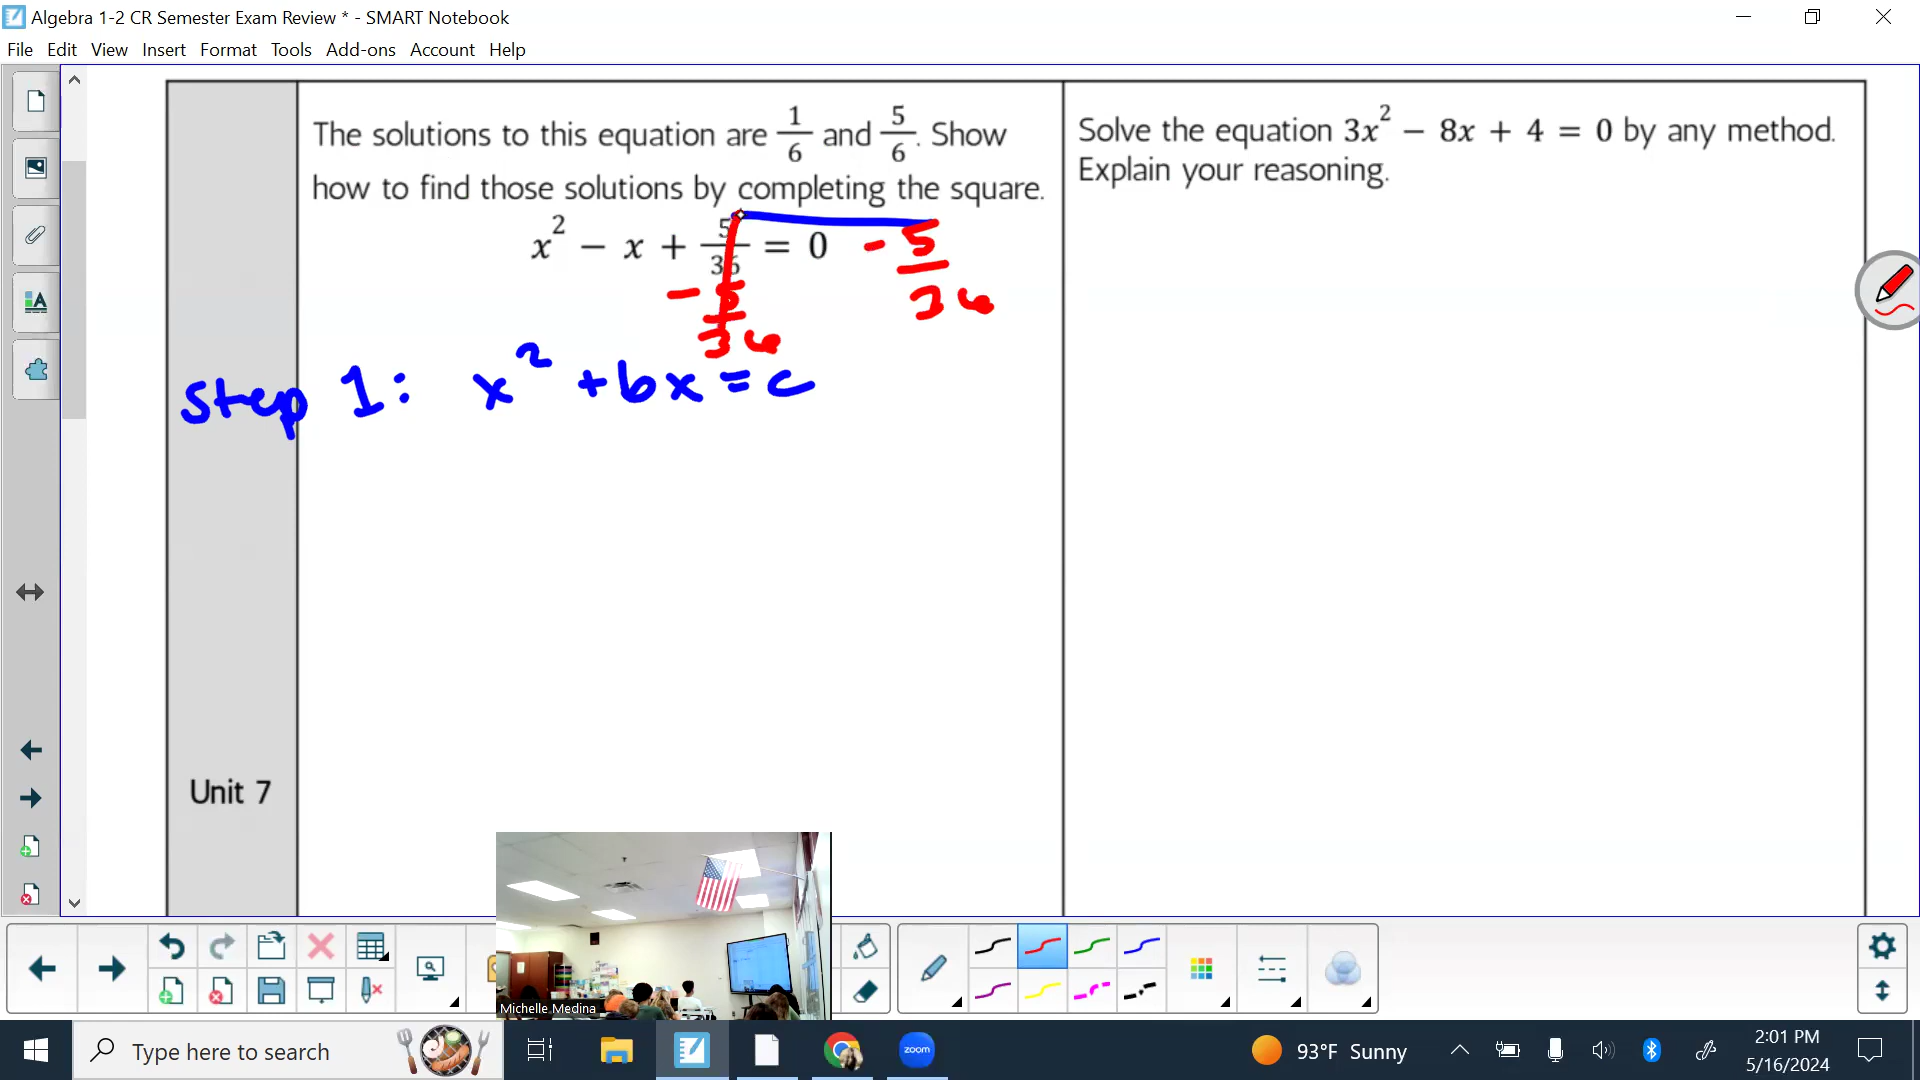 Algebra 1-2 CR Semester Exam Review * - SMART Notebook
File Edit View Insert Format Tools Add-ons Account Help
The solutions to this equation are 1/6 and 5/6. Show
how to find those solutions by completing the square.
x² − x + 5/36 = 0 - 5/36
- 5/36
step 1: x² + bx = c
Unit 7
Solve the equation 3x² − 8x + 4 = 0 by any method.
Explain your reasoning.
Michelle Medina
Type here to search
zoom
93°F Sunny
2:01 PM
5/16/2024